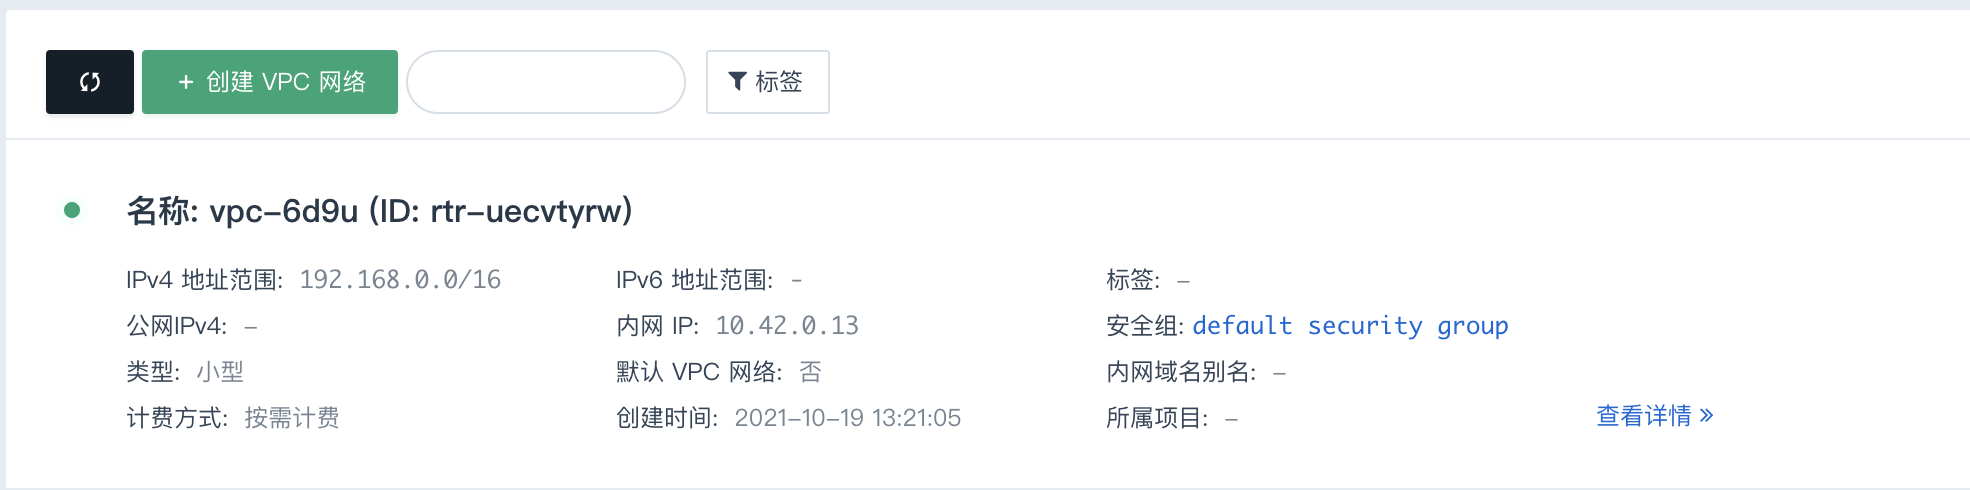 + 创建 VPC 网络 标签
名称: vpc-6d9u (ID: rtr-uecvtyrw)
IPv4 地址范围: 192.168.0.0/16 IPv6 地址范围: - 标签: -
公网IPv4: - 内网 IP: 10.42.0.13 安全组: default security group
类型: 小型 默认 VPC 网络: 否 内网域名别名: -
计费方式: 按需计费 创建时间: 2021-10-19 13:21:05 所属项目: - 查看详情 »